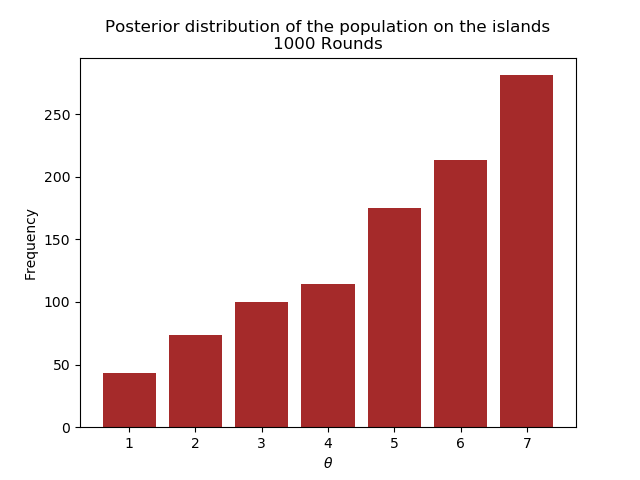 Posterior distribution of the population on the islands
1000 Rounds
250
200
150
100
50
0
Frequency
1 2 3 4 5 6 7
θ